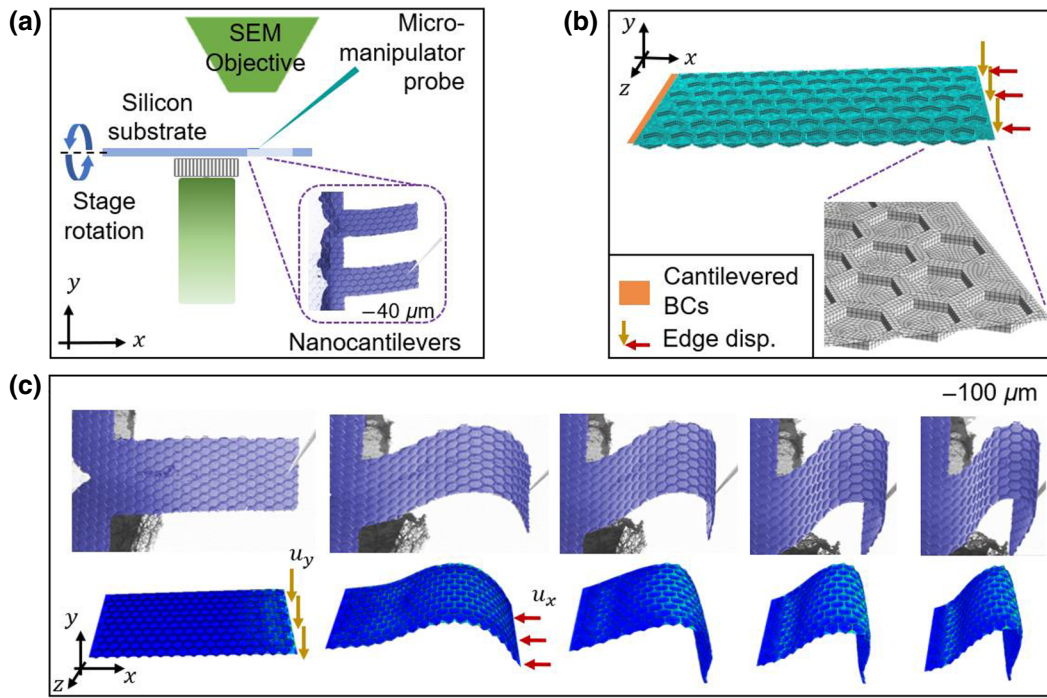 (a)
SEM
Objective
Micro-
manipulator
probe
Silicon
substrate
Stage
rotation
y
x
–40 µm
Nanocantilevers
(b)
y
x
z
Cantilevered
BCs
Edge disp.
(c)
–100 µm
u_y
u_x
y
x
z